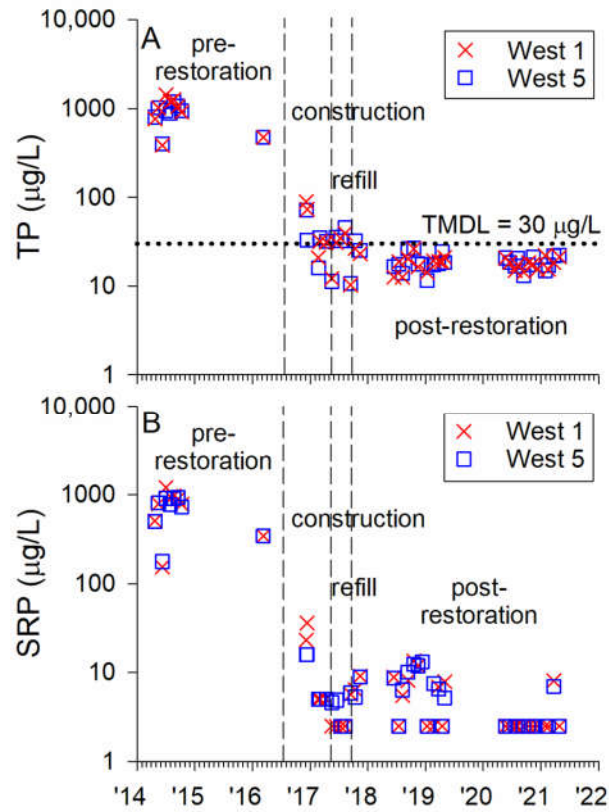 10,000
A
pre-
restoration
West 1
West 5
1000
construction
TP (µg/L)
100
refill
TMDL = 30 µg/L
10
post-restoration
1
10,000
B
pre-
restoration
West 1
West 5
1000
construction
SRP (µg/L)
100
refill
post-
restoration
10
1
'14 '15 '16 '17 '18 '19 '20 '21 '22